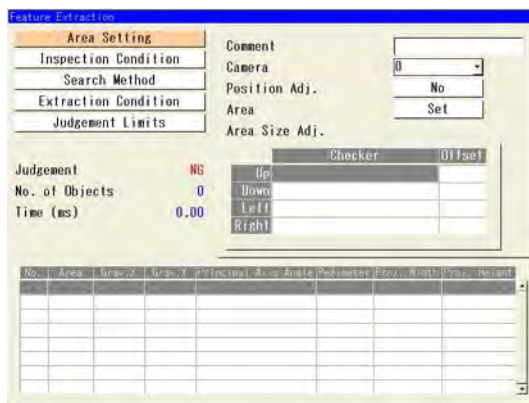 Feature Extraction
Area Setting
Inspection Condition
Search Method
Extraction Condition
Judgement Limits
Comment
Camera 0
Position Adj. No
Area Set
Area Size Adj.
Checker Offset
Up
Down
Left
Right
Judgement NG
No. of Objects 0
Time (ms) 0.00
No. Area Grav.X Grav.Y Principal Axis Angle Perimeter Proj. Width Proj. Height